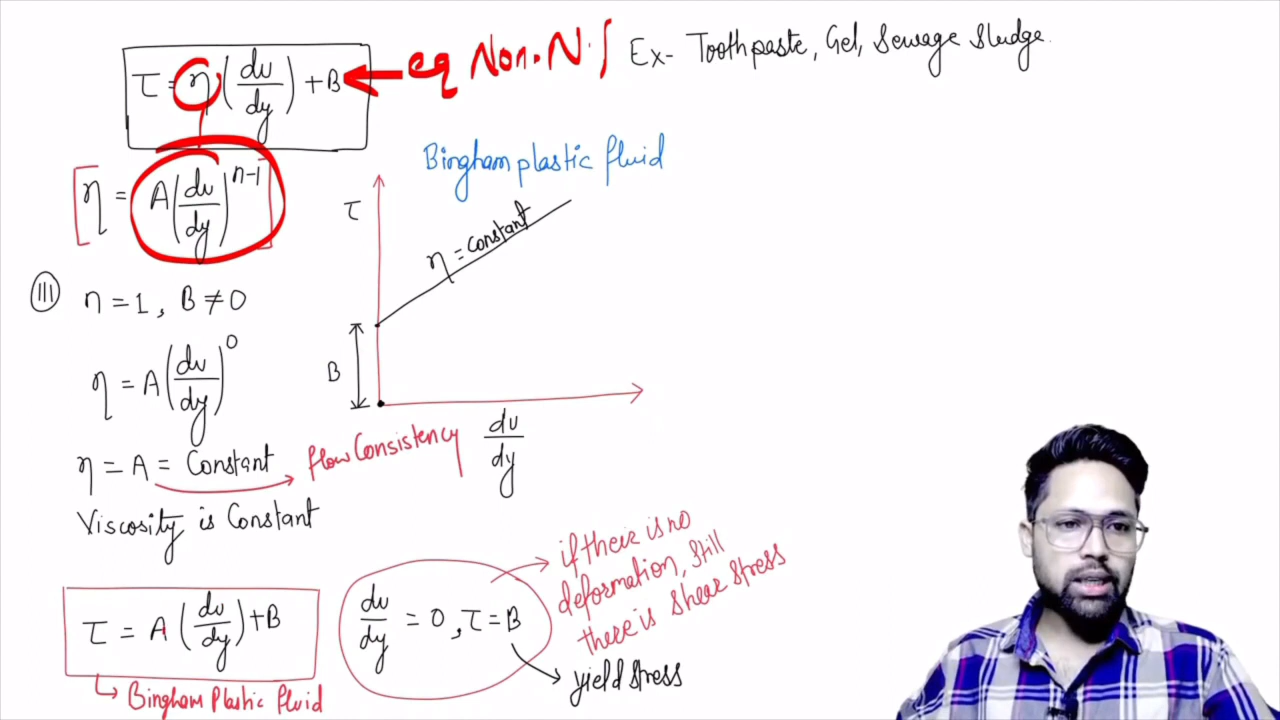 τ = η (du/dy) + B ← eq Non.N.f
Ex- Toothpaste, Gel, Sewage Sludge.
[η = A(du/dy)^(n-1)]
Bingham plastic fluid
τ
η = constant
B
du/dy
(III) n = 1, B ≠ 0
η = A(du/dy)^0
η = A = Constant → flow Consistency
Viscosity is Constant
τ = A (du/dy) + B
→ Bingham Plastic fluid
du/dy = 0, τ = B
→ if there is no
deformation, still
there is shear stress
→ yield stress